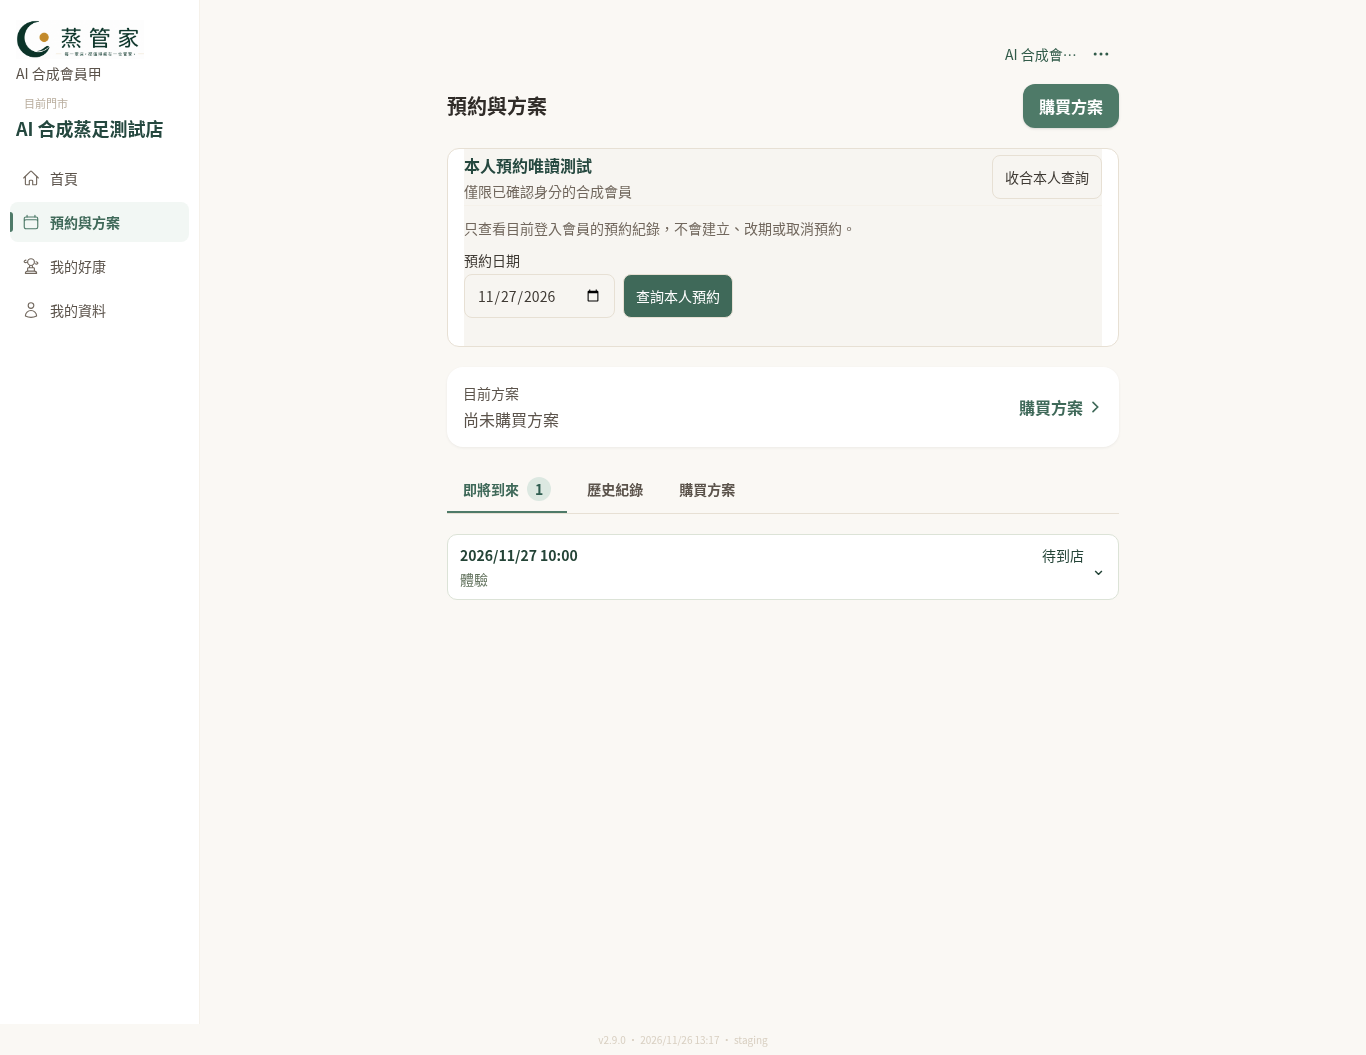 蒸管家
AI 合成會員甲
目前門市
AI 合成蒸足測試店
首頁
預約與方案
我的好康
我的資料
AI 合成會…
預約與方案
購買方案
本人預約唯讀測試
收合本人查詢
僅限已確認身分的合成會員
只查看目前登入會員的預約紀錄，不會建立、改期或取消預約。
預約日期
11/27/2026
查詢本人預約
目前方案
尚未購買方案
購買方案
即將到來 1
歷史紀錄
購買方案
2026/11/27 10:00
待到店
體驗
v2.9.0 · 2026/11/26 13:17 · staging